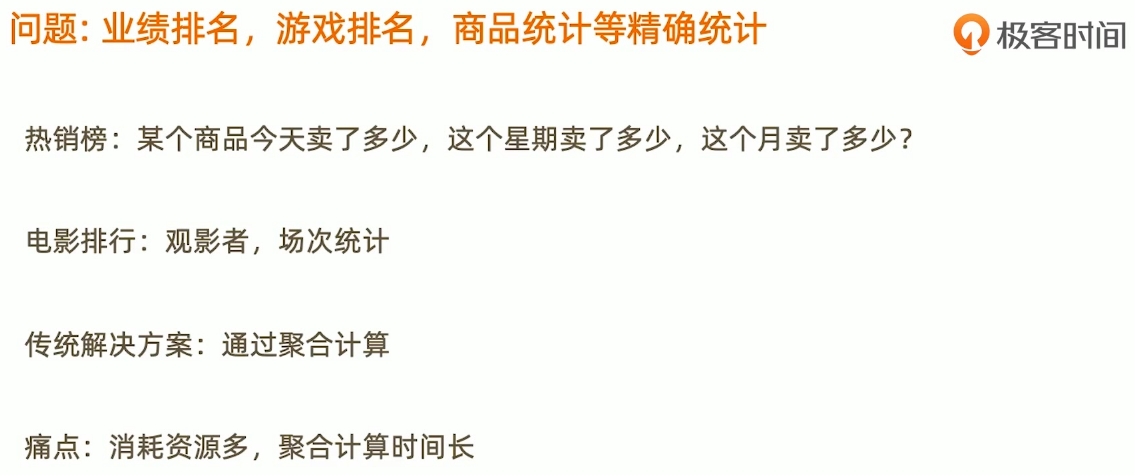 问题: 业绩排名，游戏排名，商品统计等精确统计
极客时间
热销榜：某个商品今天卖了多少，这个星期卖了多少，这个月卖了多少？
电影排行：观影者，场次统计
传统解决方案：通过聚合计算
痛点：消耗资源多，聚合计算时间长